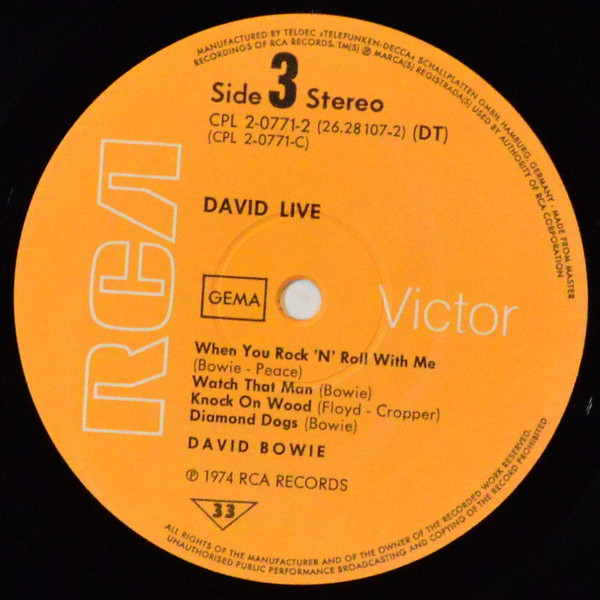 MANUFACTURED BY TELDEC »TELEFUNKEN-DECCA« SCHALLPLATTEN GMBH, HAMBURG, GERMANY · MADE FROM MASTER
RECORDINGS OF RCA RECORDS. TM(S) ® MARCA(S) REGISTRADA(S) USED BY AUTHORITY OF RCA CORPORATION
Side 3 Stereo
CPL 2-0771-2 (26.28107-2) (DT)
(CPL 2-0771-C)
RCA
DAVID LIVE
GEMA
Victor
When You Rock 'N' Roll With Me
(Bowie - Peace)
Watch That Man (Bowie)
Knock On Wood (Floyd - Cropper)
Diamond Dogs (Bowie)
DAVID BOWIE
℗ 1974 RCA RECORDS
33
ALL RIGHTS OF THE MANUFACTURER AND OF THE OWNER OF THE RECORDED WORK RESERVED.
UNAUTHORISED PUBLIC PERFORMANCE BROADCASTING AND COPYING OF THE RECORD PROHIBITED